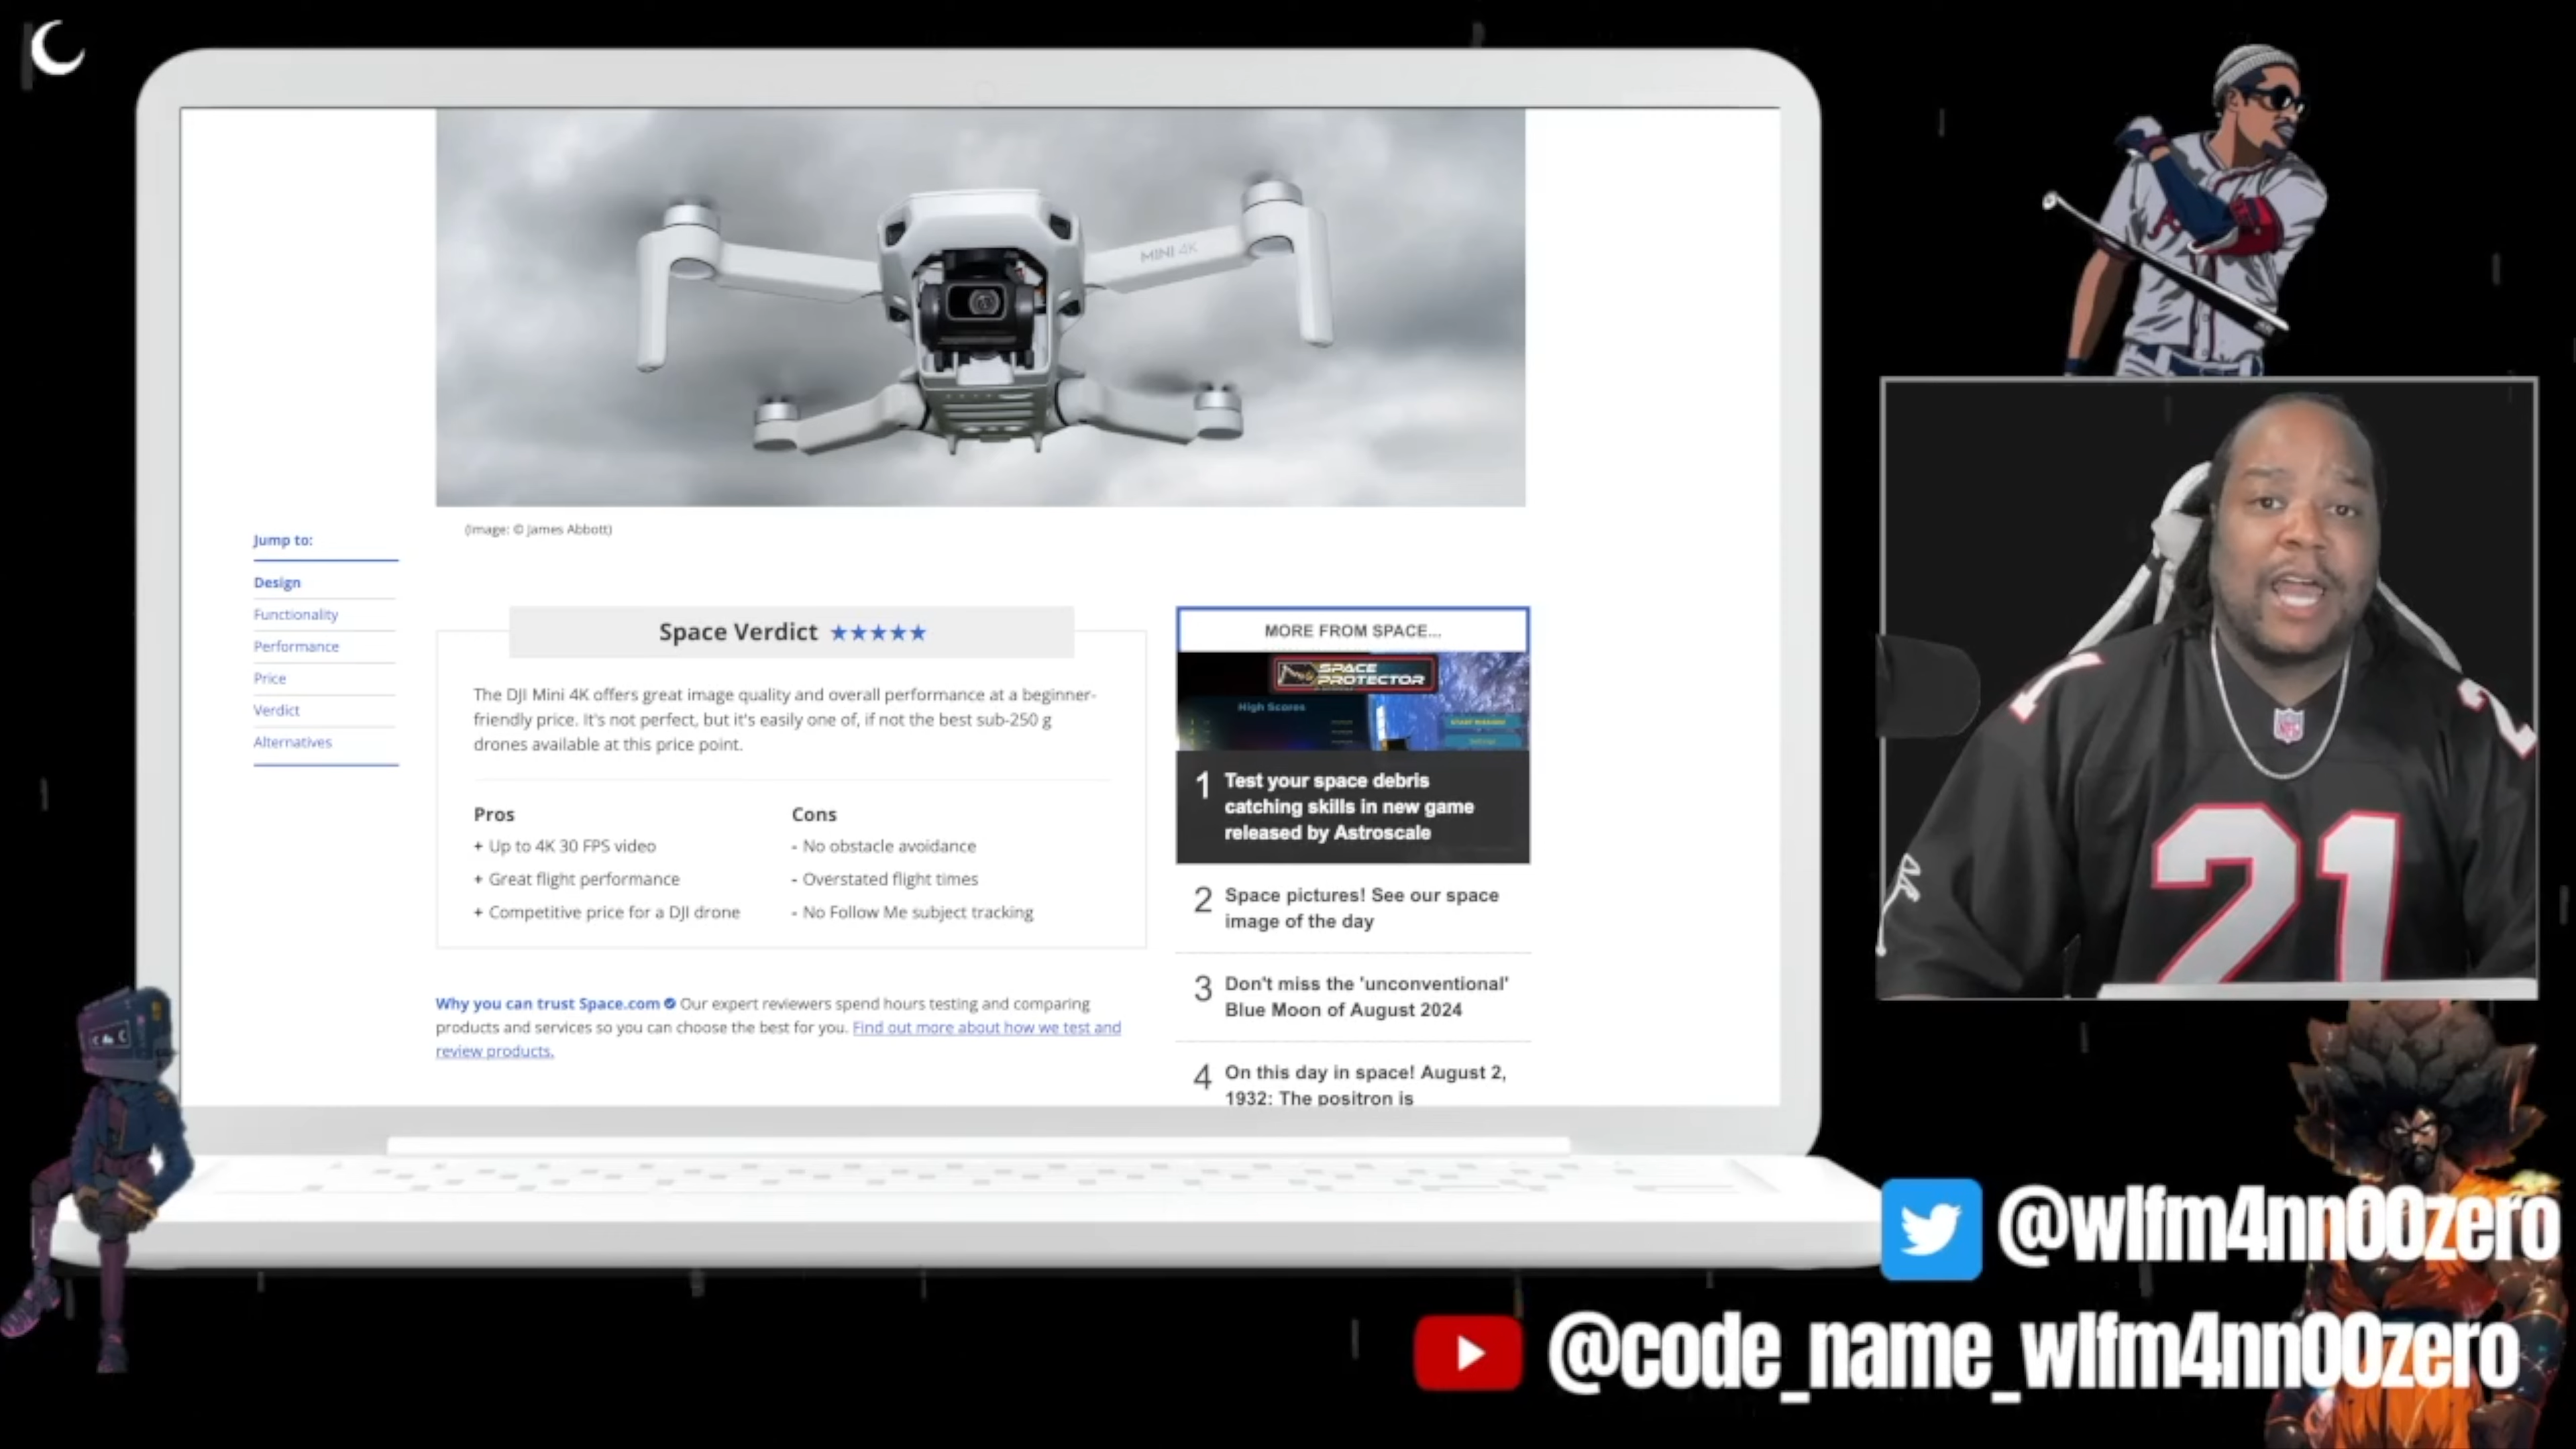 MINI 4K
(Image: © James Abbott)
Jump to:
Design
Functionality
Performance
Price
Verdict
Alternatives
Space Verdict ★★★★★
The DJI Mini 4K offers great image quality and overall performance at a beginner-
friendly price. It's not perfect, but it's easily one of, if not the best sub-250 g
drones available at this price point.
Pros
+ Up to 4K 30 FPS video
+ Great flight performance
+ Competitive price for a DJI drone
Cons
- No obstacle avoidance
- Overstated flight times
- No Follow Me subject tracking
Why you can trust Space.com Our expert reviewers spend hours testing and comparing
products and services so you can choose the best for you. Find out more about how we test and
review products.
MORE FROM SPACE...
SPACE
PROTECTOR
High Scores
START MISSION
1 Test your space debris
catching skills in new game
released by Astroscale
2 Space pictures! See our space
image of the day
3 Don't miss the 'unconventional'
Blue Moon of August 2024
4 On this day in space! August 2,
1932: The positron is
NFL
21
@wlfm4nn00zero
@code_name_wlfm4nn00zero